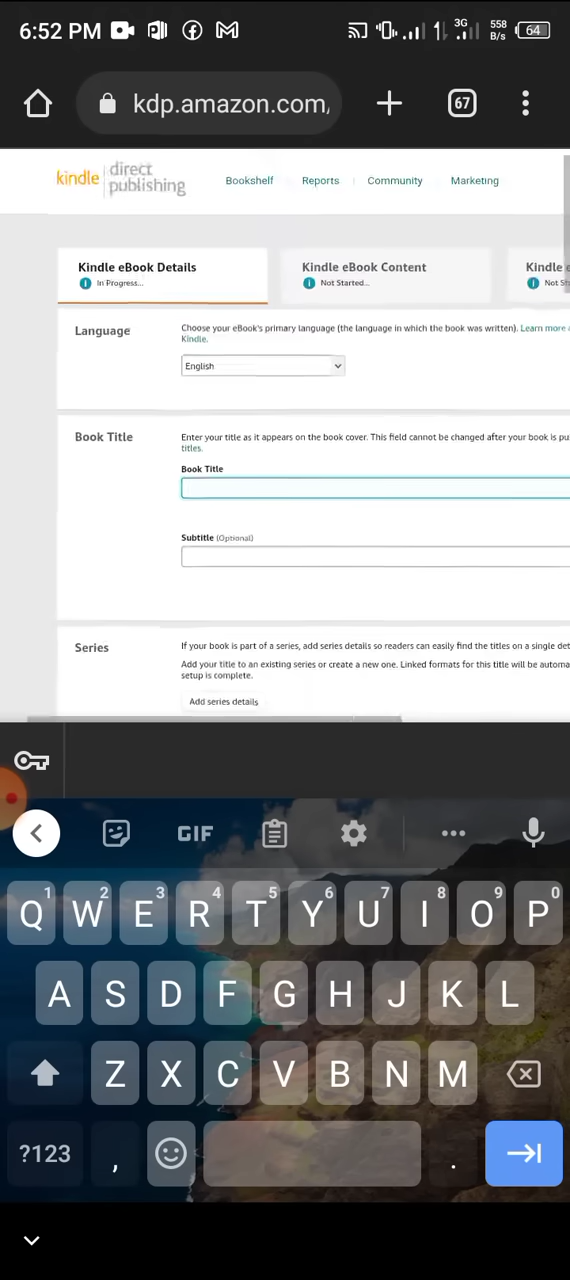 6:52 PM 3G 558 B/s 64
kdp.amazon.com, 67
kindle direct publishing Bookshelf Reports Community Marketing
Kindle eBook Details Kindle eBook Content Kindle e
In Progress... Not Started... Not St
Language Choose your eBook's primary language (the language in which the book was written). Learn more
Kindle.
English
Book Title Enter your title as it appears on the book cover. This field cannot be changed after your book is pu
titles.
Book Title
Subtitle (Optional)
Series If your book is part of a series, add series details so readers can easily find the titles on a single det
Add your title to an existing series or create a new one. Linked formats for this title will be automa
setup is complete.
Add series details
GIF
1 2 3 4 5 6 7 8 9 0
Q W E R T Y U I O P
A S D F G H J K L
Z X C V B N M
?123 , .